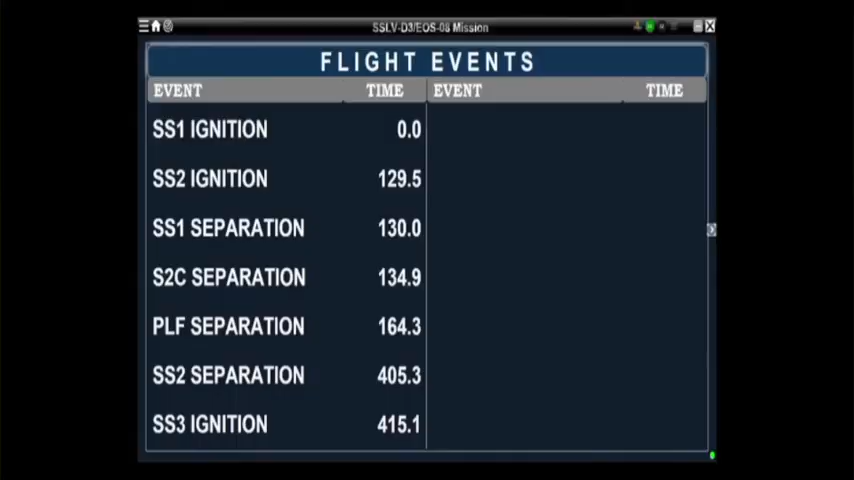 SSLV-D3/EOS-08 Mission
FLIGHT EVENTS
EVENT TIME EVENT TIME
SS1 IGNITION 0.0
SS2 IGNITION 129.5
SS1 SEPARATION 130.0
S2C SEPARATION 134.9
PLF SEPARATION 164.3
SS2 SEPARATION 405.3
SS3 IGNITION 415.1